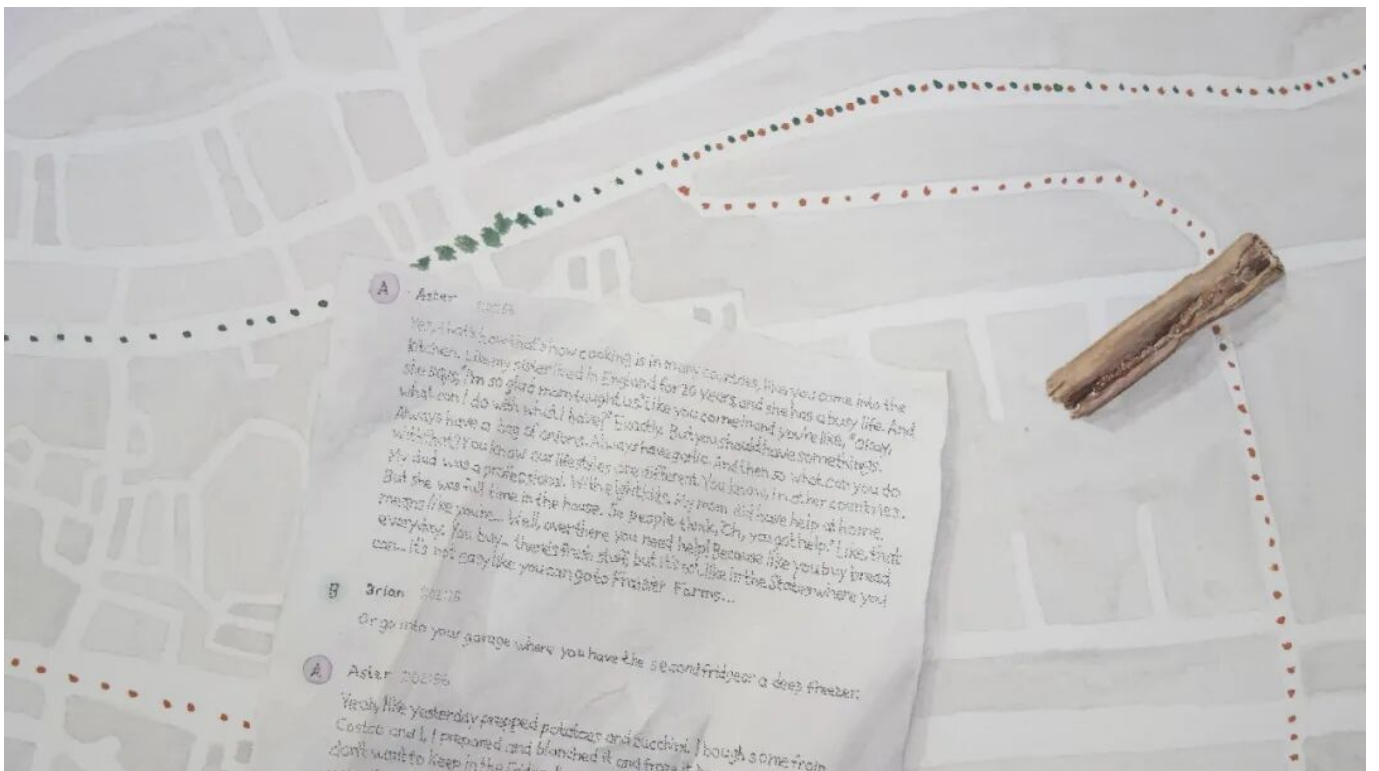 A Aster
Yes, that's how that's how cooking is in many countries, like you come into the
kitchen. Like my sister lived in England for 20 years and she has a busy life. And
she says, "I'm so glad mom taught us." Like you come in and you're like, "Okay,
what can I do with what I have?" Exactly. But you should have somethings.
Always have a bag of onions. Always have garlic. And then so what can you do
with that? You know our lifestyles are different. You know, in other countries.
My dad was a professional. With eight kids. My mom did have help at home.
But she was full time in the house. So people think, "Oh, you got help." Like, that
means like yours... Well, over there you need help! Because like you buy bread
everyday. You buy... there's fresh stuff, but it's not like in the States where you
can... it's not easy like you can go to Frazier Farms...
B Brian
Or go into your garage where you have the second fridge or a deep freezer.
A Aster
Yeah, like yesterday prepped potatoes and zucchini. I bough some from
Costco and I, I prepared and blanched it and froze it
don't want to keep in the